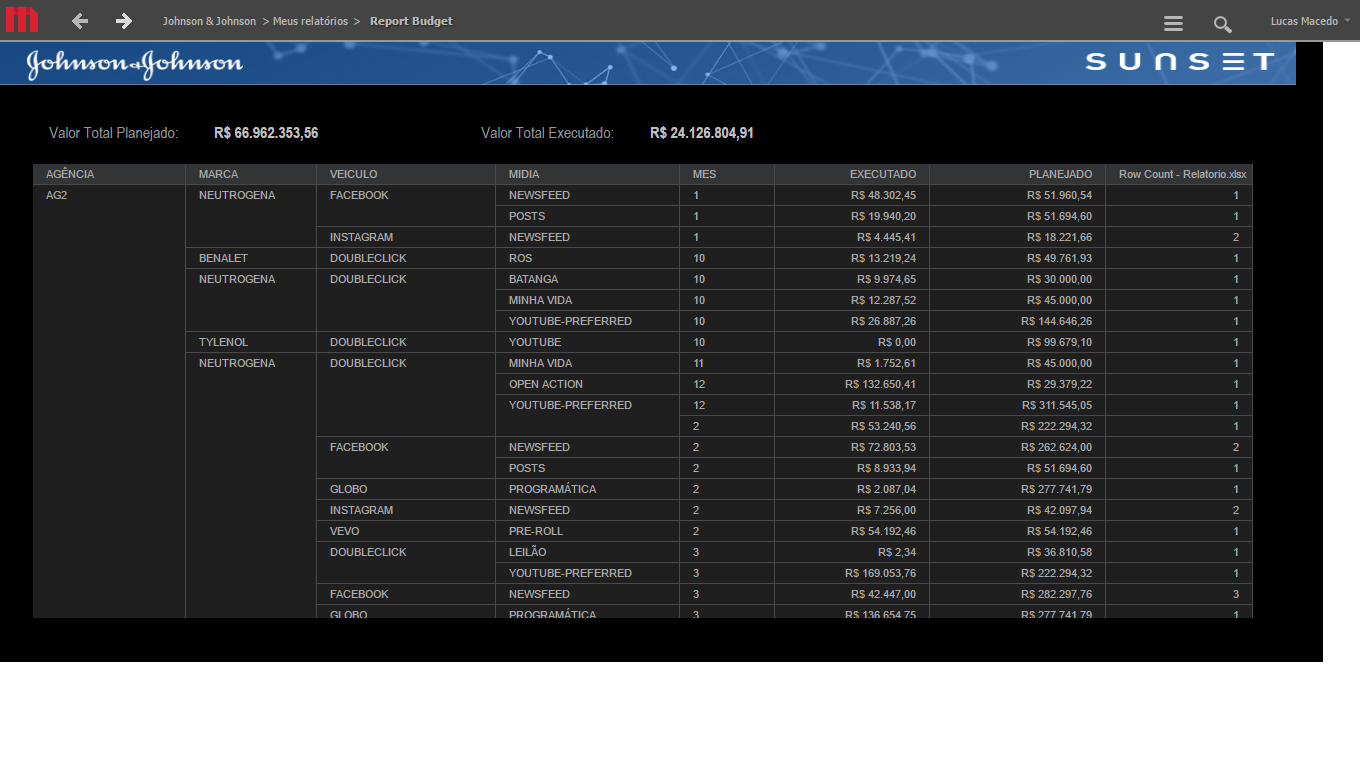 Johnson & Johnson > Meus relatórios > Report Budget Lucas Macedo
Johnson & Johnson SUNSET
Valor Total Planejado: R$ 66.962.353,56 Valor Total Executado: R$ 24.126.804,91
AGÊNCIA MARCA VEICULO MIDIA MES EXECUTADO PLANEJADO Row Count - Relatorio.xlsx
AG2 NEUTROGENA FACEBOOK NEWSFEED 1 R$ 48.302,45 R$ 51.960,54 1
POSTS 1 R$ 19.940,20 R$ 51.694,60 1
INSTAGRAM NEWSFEED 1 R$ 4.445,41 R$ 18.221,66 2
BENALET DOUBLECLICK ROS 10 R$ 13.219,24 R$ 49.761,93 1
NEUTROGENA DOUBLECLICK BATANGA 10 R$ 9.974,65 R$ 30.000,00 1
MINHA VIDA 10 R$ 12.287,52 R$ 45.000,00 1
YOUTUBE-PREFERRED 10 R$ 26.887,26 R$ 144.646,26 1
TYLENOL DOUBLECLICK YOUTUBE 10 R$ 0,00 R$ 99.679,10 1
NEUTROGENA DOUBLECLICK MINHA VIDA 11 R$ 1.752,61 R$ 45.000,00 1
OPEN ACTION 12 R$ 132.650,41 R$ 29.379,22 1
YOUTUBE-PREFERRED 12 R$ 11.538,17 R$ 311.545,05 1
2 R$ 53.240,56 R$ 222.294,32 1
FACEBOOK NEWSFEED 2 R$ 72.803,53 R$ 262.624,00 2
POSTS 2 R$ 8.933,94 R$ 51.694,60 1
GLOBO PROGRAMÁTICA 2 R$ 2.087,04 R$ 277.741,79 1
INSTAGRAM NEWSFEED 2 R$ 7.256,00 R$ 42.097,94 2
VEVO PRE-ROLL 2 R$ 54.192,46 R$ 54.192,46 1
DOUBLECLICK LEILÃO 3 R$ 2,34 R$ 36.810,58 1
YOUTUBE-PREFERRED 3 R$ 169.053,76 R$ 222.294,32 1
FACEBOOK NEWSFEED 3 R$ 42.447,00 R$ 282.297,76 3
GLOBO PROGRAMÁTICA 3 R$ 136.654,75 R$ 277.741,79 1